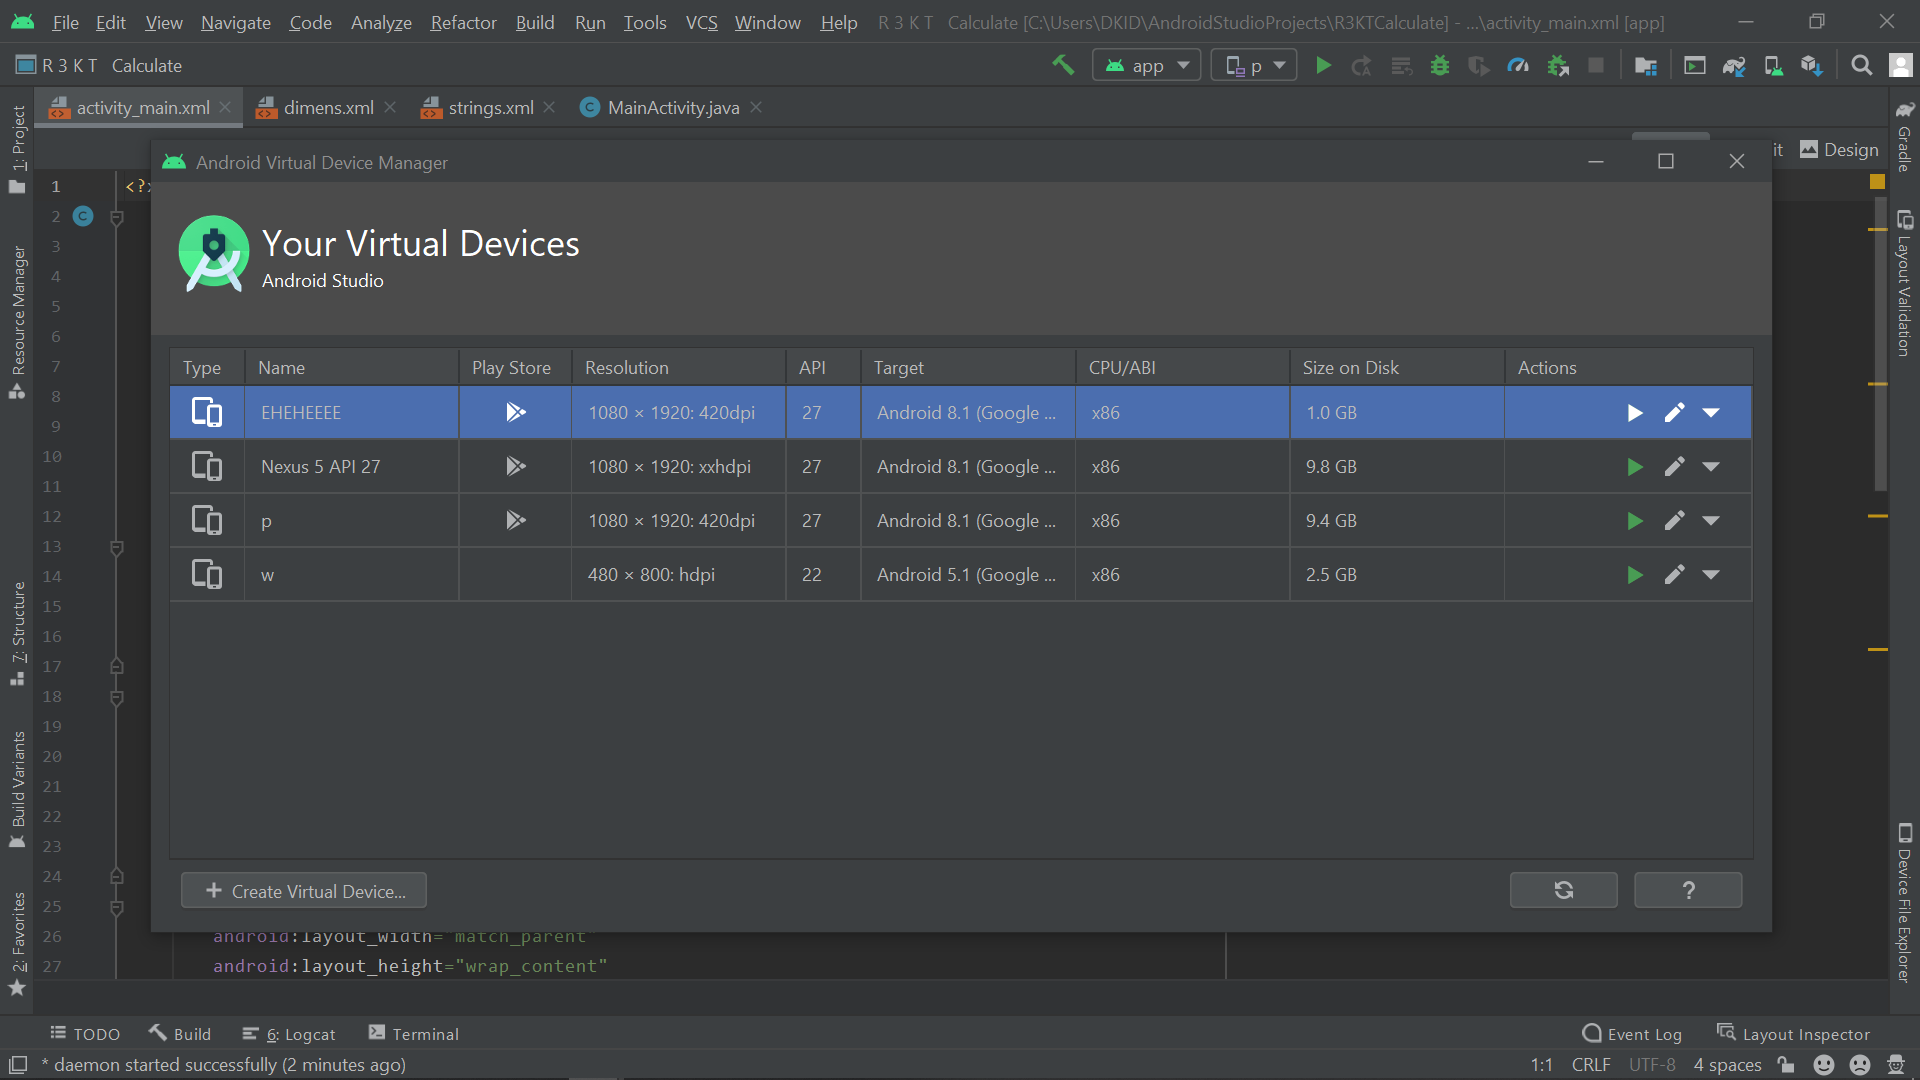 File Edit View Navigate Code Analyze Refactor Build Run Tools VCS Window Help R 3 K T Calculate [C:\Users\DKID\AndroidStudioProjects\R3KTCalculate] - ...\activity_main.xml [app]
R 3 K T Calculate
app
p
activity_main.xml
dimens.xml
strings.xml
MainActivity.java
Design
Android Virtual Device Manager
Your Virtual Devices
Android Studio
Type Name Play Store Resolution API Target CPU/ABI Size on Disk Actions
EHEHEEEE 1080 × 1920: 420dpi 27 Android 8.1 (Google ... x86 1.0 GB
Nexus 5 API 27 1080 × 1920: xxhdpi 27 Android 8.1 (Google ... x86 9.8 GB
p 1080 × 1920: 420dpi 27 Android 8.1 (Google ... x86 9.4 GB
w 480 × 800: hdpi 22 Android 5.1 (Google ... x86 2.5 GB
+ Create Virtual Device...
?
1 <?
2
3
4
5
6
7
8
9
10
11
12
13
14
15
16
17
18
19
20
21
22
23
24
25
26 android:layout_width="match_parent"
27 android:layout_height="wrap_content"
1: Project
Resource Manager
7: Structure
Build Variants
2: Favorites
Gradle
Layout Validation
Device File Explorer
TODO
Build
6: Logcat
Terminal
Event Log
Layout Inspector
* daemon started successfully (2 minutes ago)
1:1 CRLF UTF-8 4 spaces